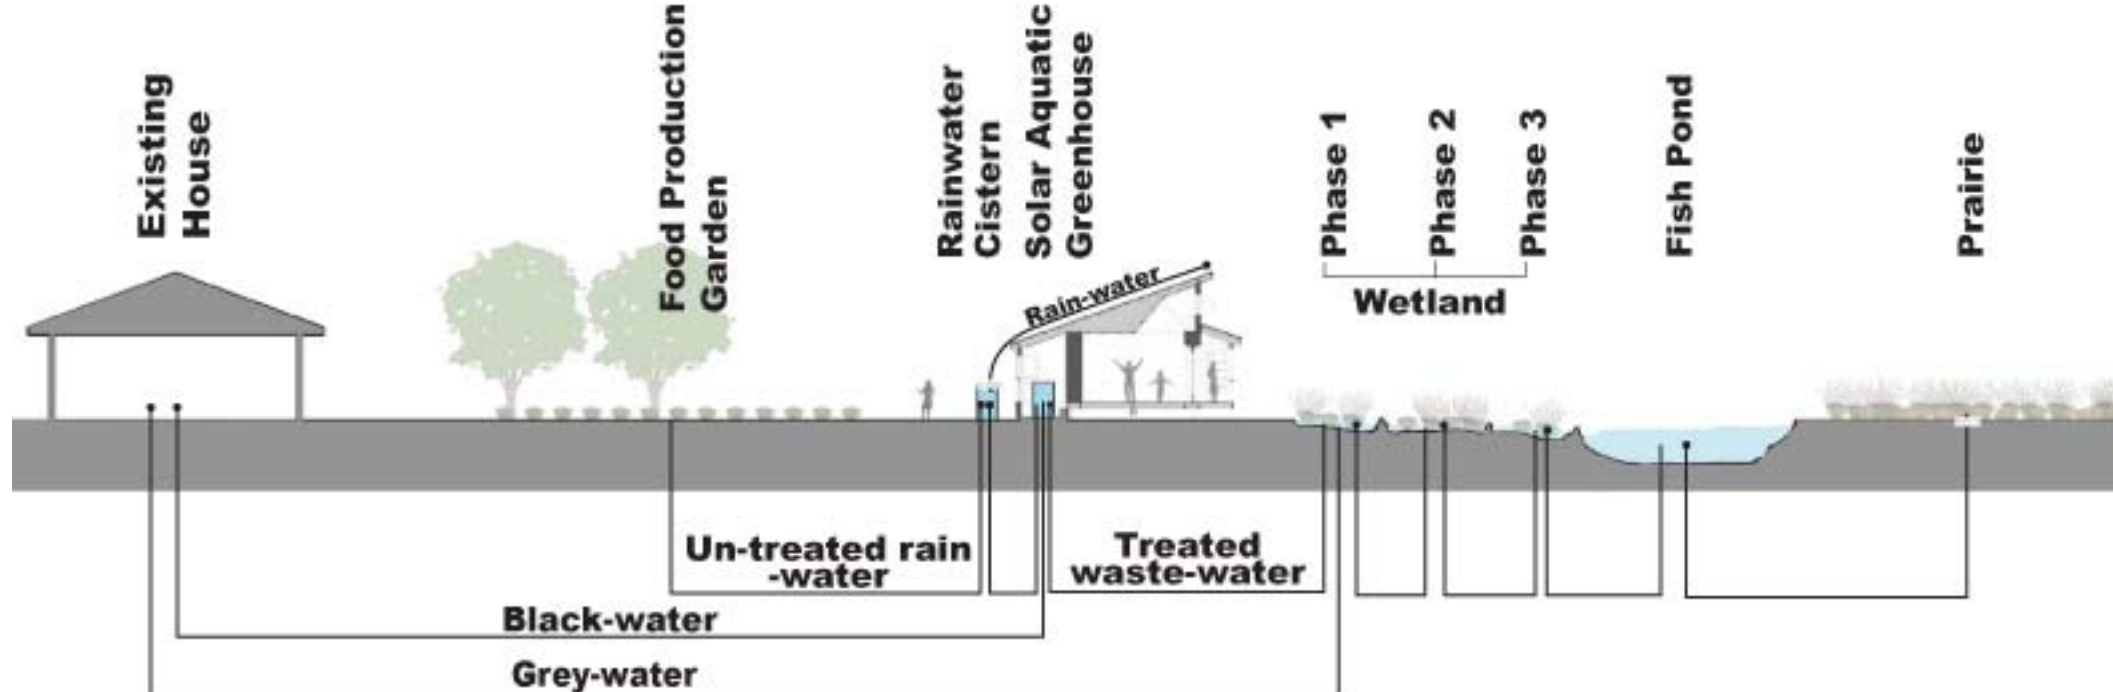 Existing
House
Food Production
Garden
Rainwater
Cistern
Solar Aquatic
Greenhouse
Phase 1
Phase 2
Phase 3
Wetland
Fish Pond
Prairie
Rain-water
Un-treated rain
-water
Treated
waste-water
Black-water
Grey-water